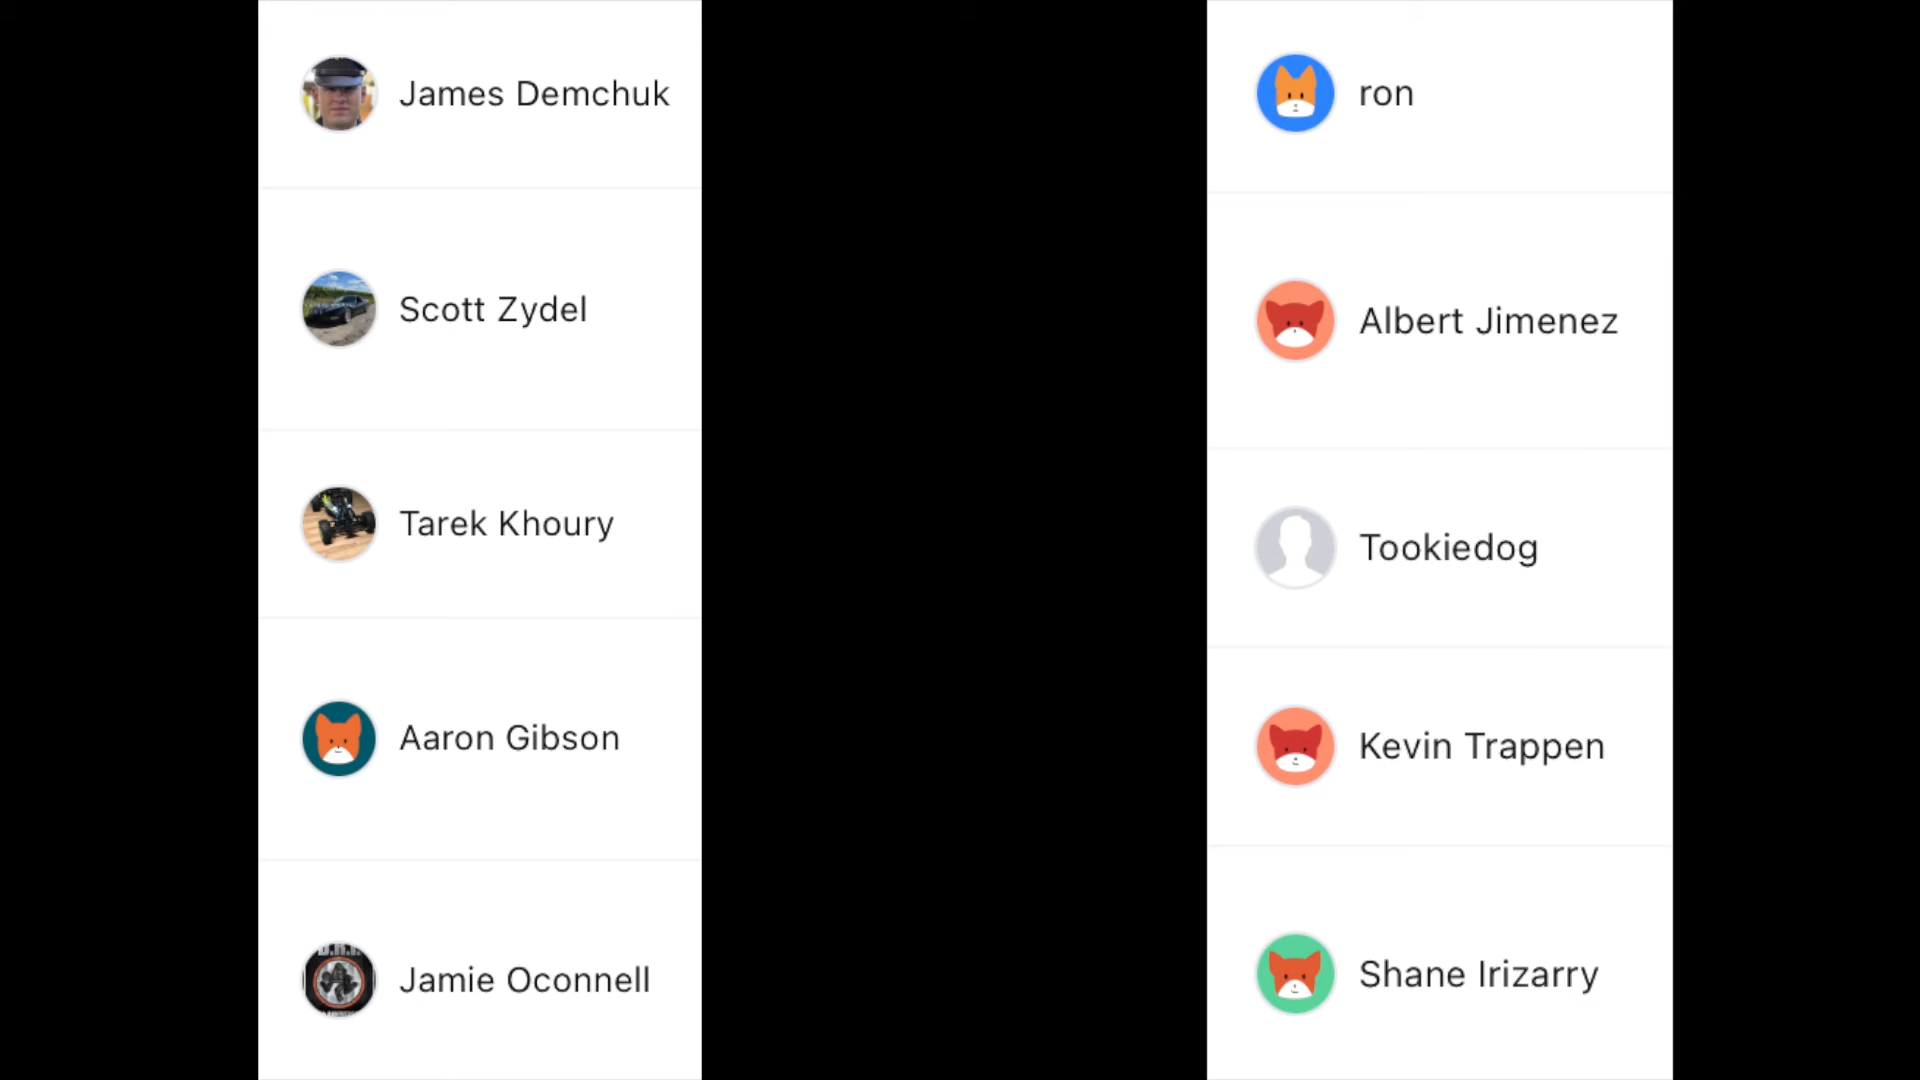 James Demchuk
Scott Zydel
Tarek Khoury
Aaron Gibson
Jamie Oconnell
ron
Albert Jimenez
Tookiedog
Kevin Trappen
Shane Irizarry